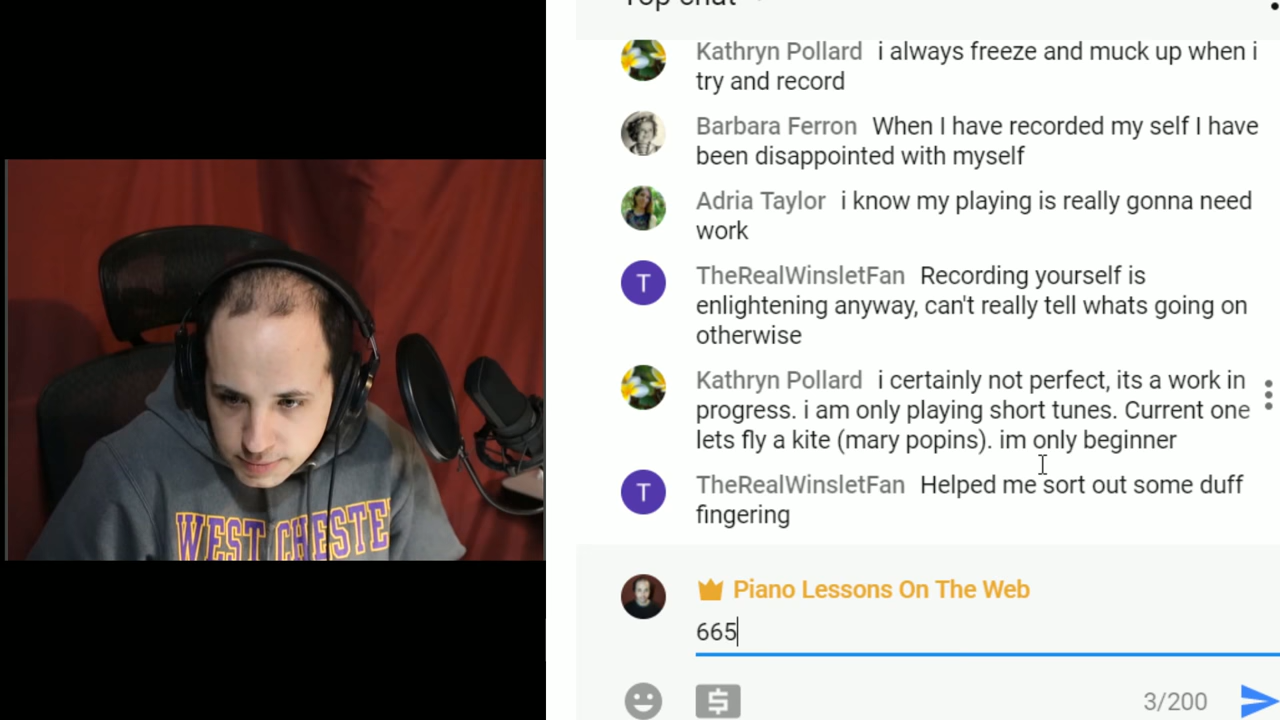 Top chat
Kathryn Pollard i always freeze and muck up when i
try and record
Barbara Ferron When I have recorded my self I have
been disappointed with myself
Adria Taylor i know my playing is really gonna need
work
T TheRealWinsletFan Recording yourself is
enlightening anyway, can't really tell whats going on
otherwise
Kathryn Pollard i certainly not perfect, its a work in
progress. i am only playing short tunes. Current one
lets fly a kite (mary popins). im only beginner
T TheRealWinsletFan Helped me sort out some duff
fingering
Piano Lessons On The Web
665
3/200
WEST CHESTE